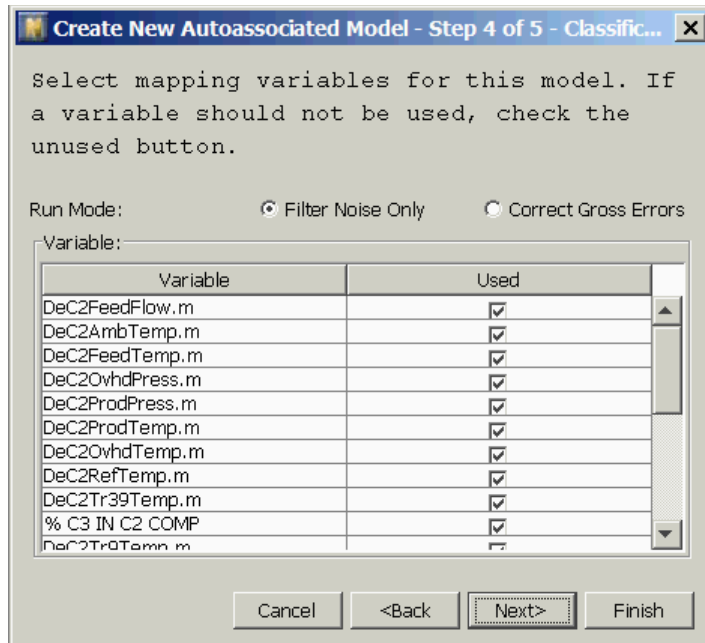 Create New Autoassociated Model - Step 4 of 5 - Classific...
Select mapping variables for this model. If
a variable should not be used, check the
unused button.
Run Mode: Filter Noise Only Correct Gross Errors
Variable:
Variable Used
DeC2FeedFlow.m
DeC2AmbTemp.m
DeC2FeedTemp.m
DeC2OvhdPress.m
DeC2ProdPress.m
DeC2ProdTemp.m
DeC2OvhdTemp.m
DeC2RefTemp.m
DeC2Tr39Temp.m
% C3 IN C2 COMP
DeC2Tr9Temp.m
Cancel <Back Next> Finish